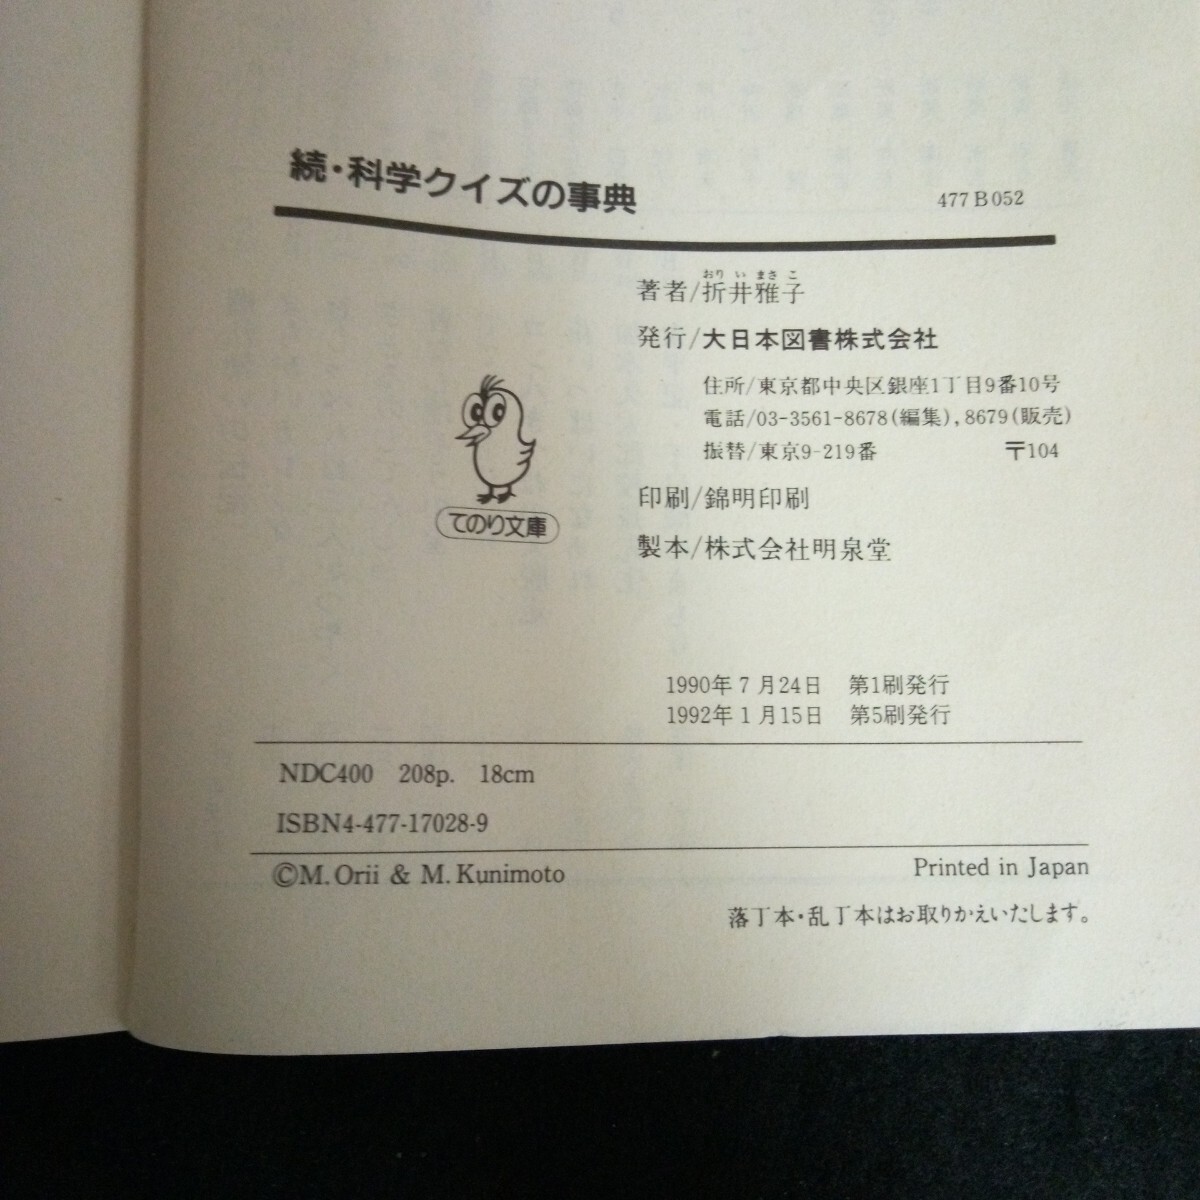 続・科学クイズの事典
477 B 052
おり い まさ こ
著者/折井雅子
発行/大日本図書株式会社
住所/東京都中央区銀座1丁目9番10号
電話/03-3561-8678(編集),8679(販売)
振替/東京9-219番 〒104
印刷/錦明印刷
製本/株式会社明泉堂
てのり文庫
1990年7月24日 第1刷発行
1992年1月15日 第5刷発行
NDC400 208p. 18cm
ISBN4-477-17028-9
©M. Orii & M. Kunimoto
Printed in Japan
落丁本・乱丁本はお取りかえいたします。